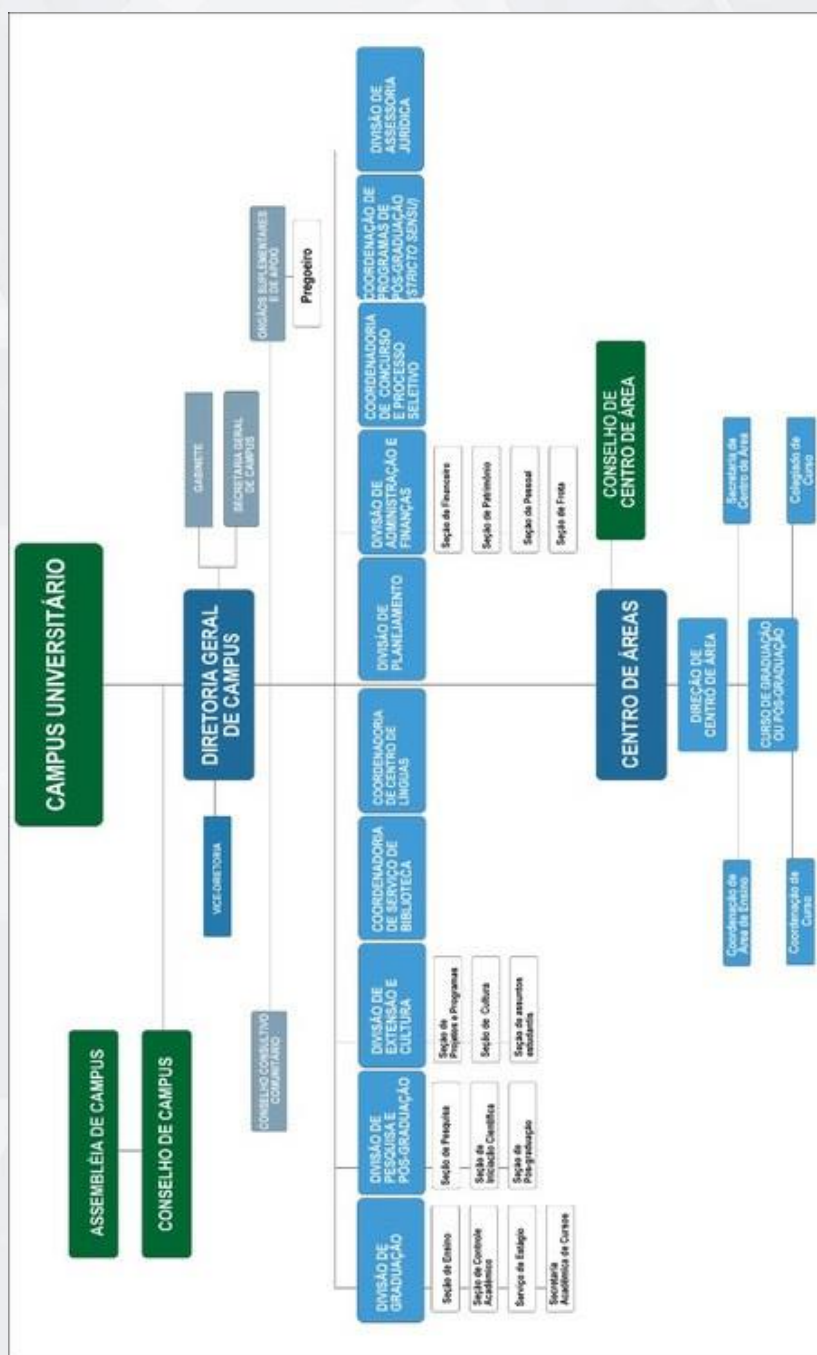 CAMPUS UNIVERSITÁRIO
ASSEMBLÉIA DE CAMPUS
CONSELHO DE CAMPUS
VICE-DIRETORIA
DIRETORIA GERAL
DE CAMPUS
GABINETE
SECRETARIA GERAL
DE CAMPUS
CONSELHO CONSULTIVO
COMUNITÁRIO
ORGÃOS SUPLEMENTARES
E DE APOIO
Pregoeiro
DIVISÃO DE
GRADUAÇÃO
Seção de Ensino
Seção de Controle
Acadêmico
Serviço de Estágio
Secretaria
Acadêmica de Cursos
DIVISÃO DE
PESQUISA E
PÓS-GRADUAÇÃO
Seção de Pesquisa
Seção de
Iniciação Científica
Seção de
Pós-graduação
DIVISÃO DE
EXTENSÃO E
CULTURA
Seção de
Projetos e Programas
Seção de Cultura
Seção de assuntos
estudantis
COORDENADORIA
DE SERVIÇO DE
BIBLIOTECA
COORDENADORIA
DE CENTRO DE
LÍNGUAS
DIVISÃO DE
PLANEJAMENTO
DIVISÃO DE
ADMINISTRAÇÃO E
FINANÇAS
Seção de Financeiro
Seção de Patrimônio
Seção de Pessoal
Seção de Frota
COORDENADORIA
DE CONCURSO
E PROCESSO
SELETIVO
COORDENAÇÃO DE
PROGRAMAS DE
PÓS-GRADUAÇÃO
(STRICTO SENSU)
DIVISÃO DE
ASSESSORIA
JURÍDICA
CENTRO DE ÁREAS
CONSELHO DE
CENTRO DE ÁREA
DIREÇÃO DE
CENTRO DE ÁREA
Coordenação de
Área de Ensino
Secretaria de
Centro de Área
CURSO DE GRADUAÇÃO
OU PÓS-GRADUAÇÃO
Coordenação de
Curso
Colegiado de Curso